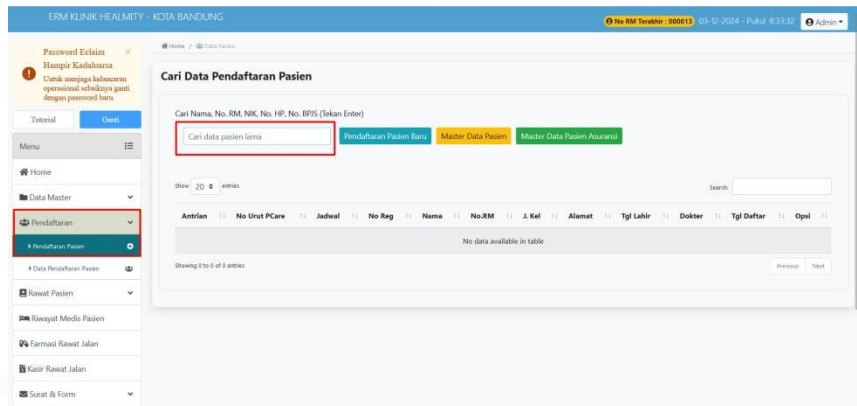 ERM KLINIK HEALMITY - KOTA BANDUNG
No RM Terakhir : 000013 03-12-2024 - Pukul 8:33:32 Admin
Password Eclaim ×
Hampir Kadaluarsa
Untuk menjaga kelancaran
operasional sebaiknya ganti
dengan password baru.
Tutorial Ganti
Menu
Home
Data Master
Pendaftaran
Pendaftaran Pasien
Data Pendaftaran Pasien
Rawat Pasien
Riwayat Medis Pasien
Farmasi Rawat Jalan
Kasir Rawat Jalan
Surat & Form
Home / Data Pasien
Cari Data Pendaftaran Pasien
Cari Nama, No. RM, NIK, No. HP, No. BPJS (Tekan Enter)
Cari data pasien lama Pendaftaran Pasien Baru Master Data Pasien Master Data Pasien Asuransi
Show 20 entries Search:
Antrian No Urut PCare Jadwal No Reg Nama No.RM J. Kel Alamat Tgl Lahir Dokter Tgl Daftar Opsi
No data available in table
Showing 0 to 0 of 0 entries Previous Next